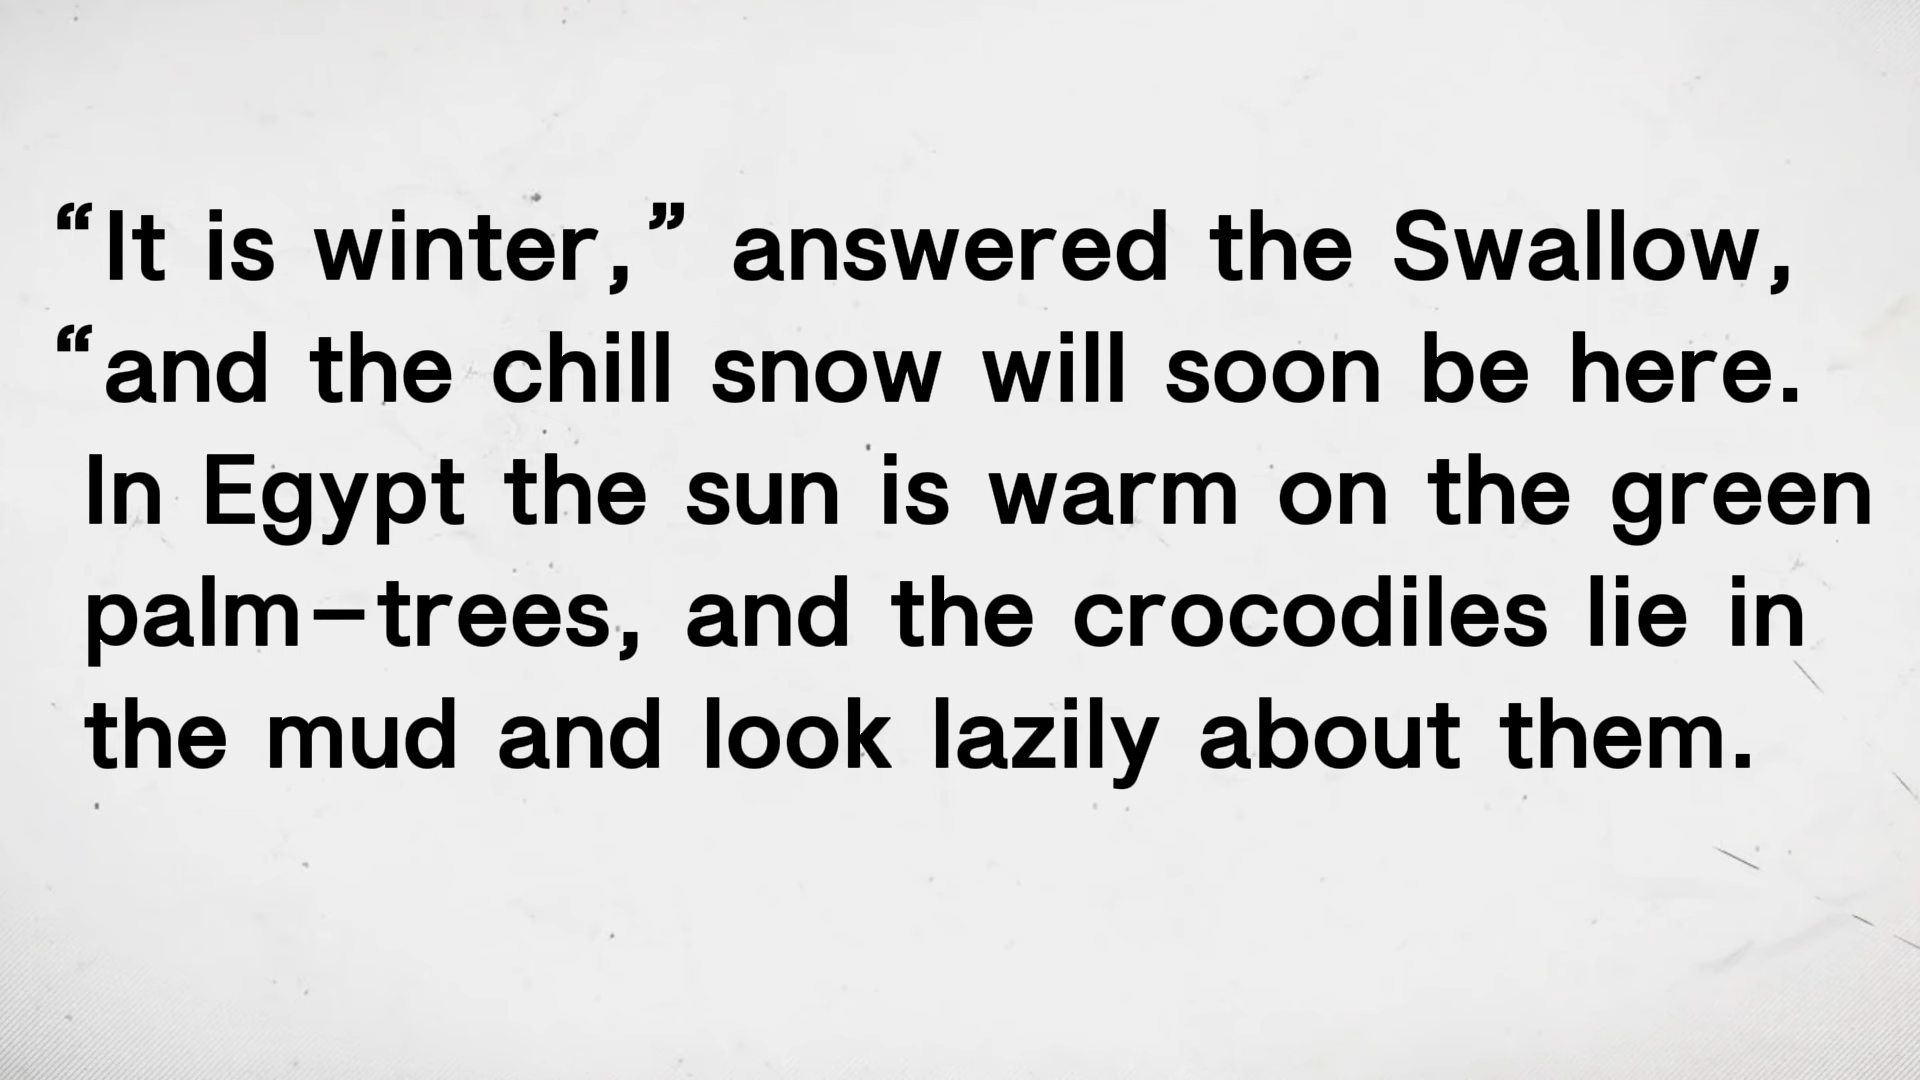 “It is winter,” answered the Swallow,
“and the chill snow will soon be here.
In Egypt the sun is warm on the green
palm-trees, and the crocodiles lie in
the mud and look lazily about them.